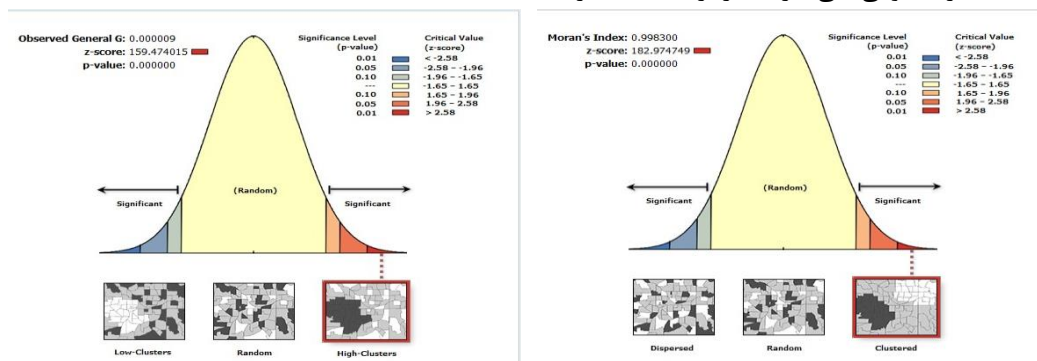 Observed General G: 0.000009
z-score: 159.474015
p-value: 0.000000
Significance Level
(p-value)
Critical Value
(z-score)
0.01 < -2.58
0.05 -2.58 - -1.96
0.10 -1.96 - -1.65
--- -1.65 - 1.65
0.10 1.65 - 1.96
0.05 1.96 - 2.58
0.01 > 2.58
(Random)
Significant
Significant
Low-Clusters
Random
High-Clusters
Moran's Index: 0.998300
z-score: 182.974749
p-value: 0.000000
Significance Level
(p-value)
Critical Value
(z-score)
0.01 < -2.58
0.05 -2.58 - -1.96
0.10 -1.96 - -1.65
--- -1.65 - 1.65
0.10 1.65 - 1.96
0.05 1.96 - 2.58
0.01 > 2.58
(Random)
Significant
Significant
Dispersed
Random
Clustered